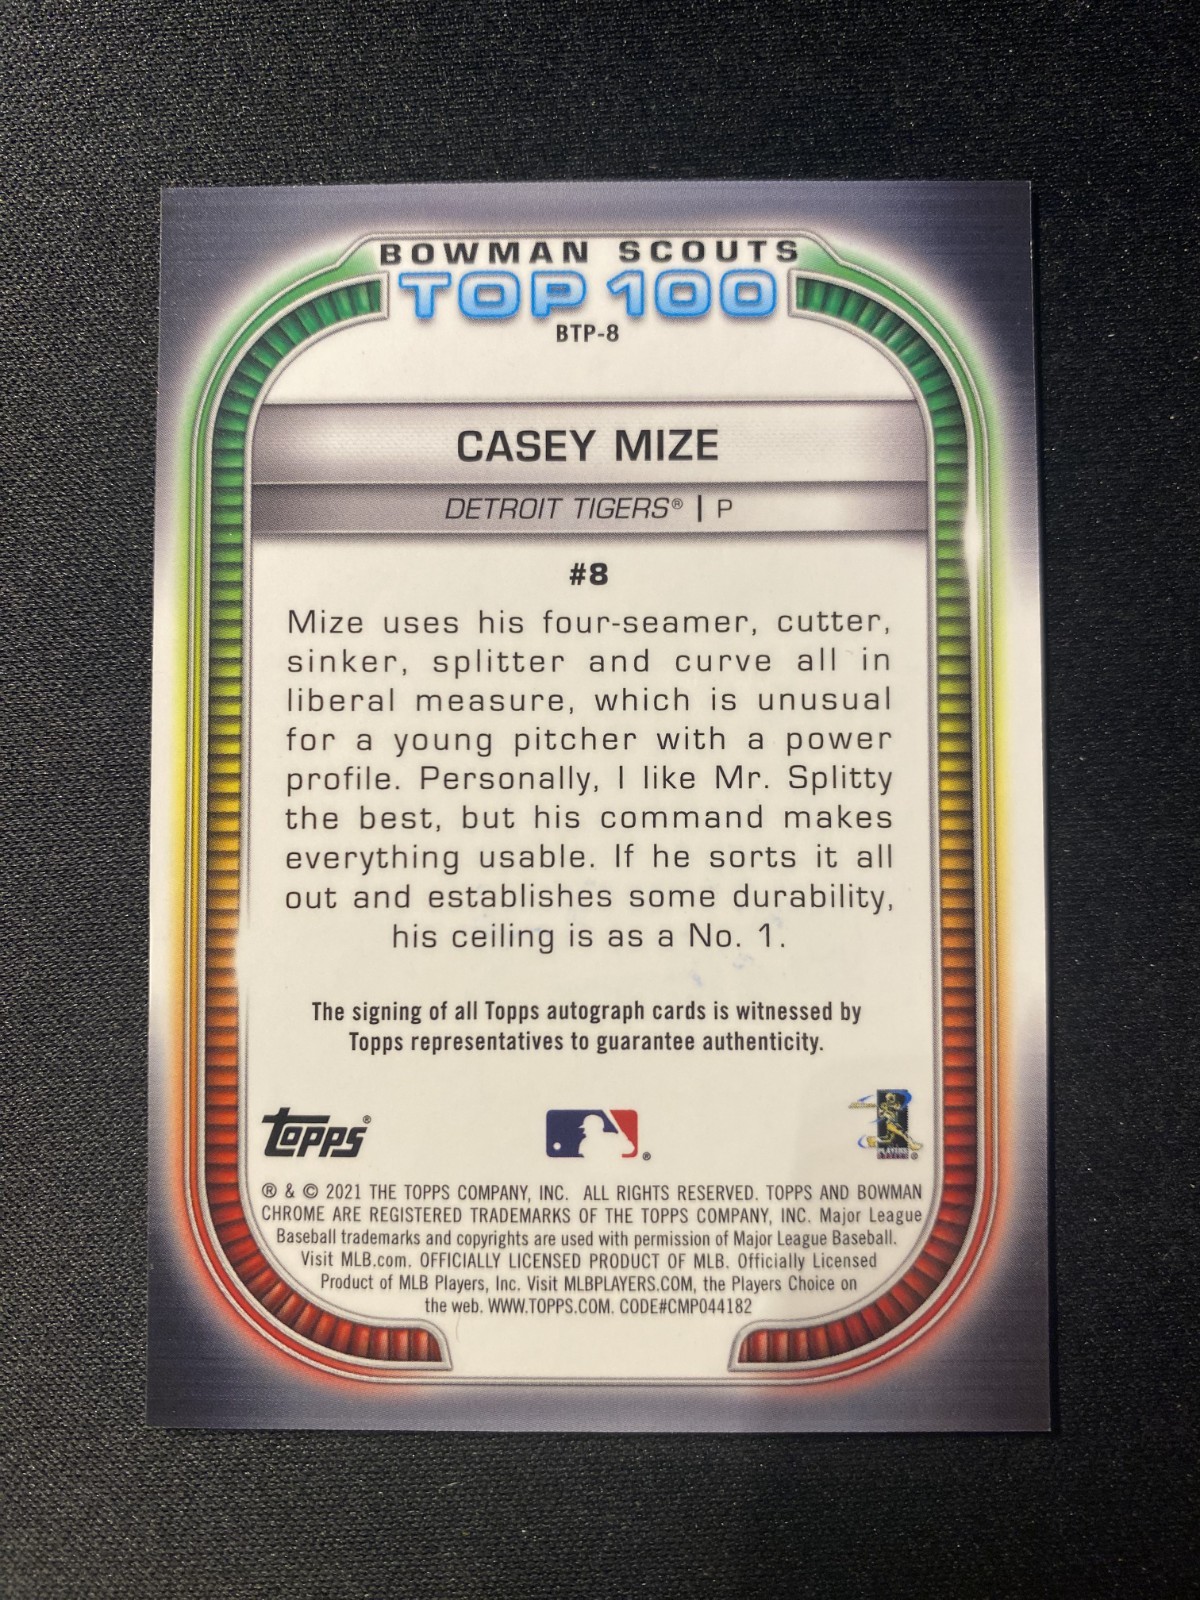 BOWMAN SCOUTS
TOP 100
BTP-8
CASEY MIZE
DETROIT TIGERS® | P
#8
Mize uses his four-seamer, cutter,
sinker, splitter and curve all in
liberal measure, which is unusual
for a young pitcher with a power
profile. Personally, I like Mr. Splitty
the best, but his command makes
everything usable. If he sorts it all
out and establishes some durability,
his ceiling is as a No. 1.
The signing of all Topps autograph cards is witnessed by
Topps representatives to guarantee authenticity.
Topps®
®
PLAYERS ®
® & © 2021 THE TOPPS COMPANY, INC. ALL RIGHTS RESERVED. TOPPS AND BOWMAN
CHROME ARE REGISTERED TRADEMARKS OF THE TOPPS COMPANY, INC. Major League
Baseball trademarks and copyrights are used with permission of Major League Baseball.
Visit MLB.com. OFFICIALLY LICENSED PRODUCT OF MLB. Officially Licensed
Product of MLB Players, Inc. Visit MLBPLAYERS.COM, the Players Choice on
the web. WWW.TOPPS.COM. CODE#CMP044182